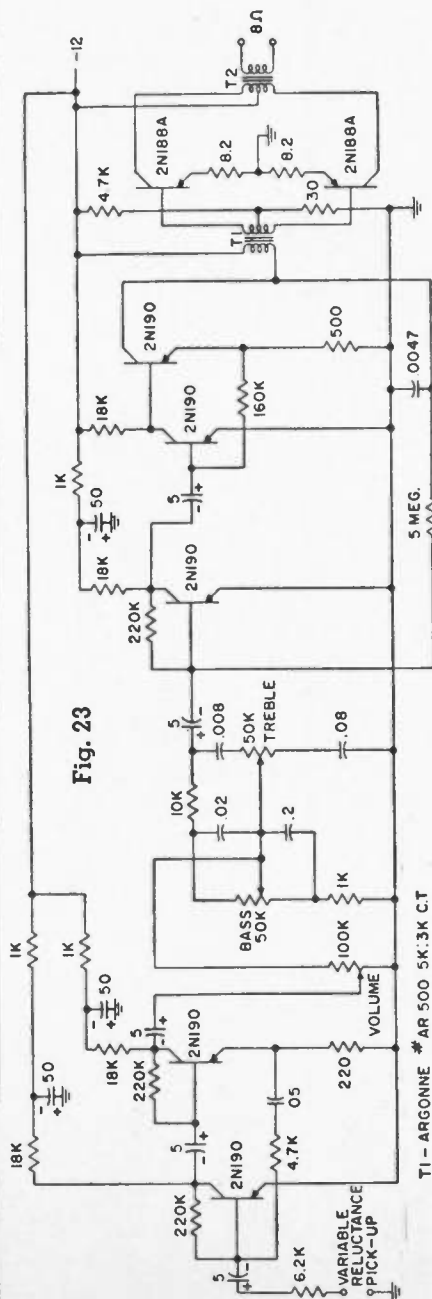 Fig. 23
VARIABLE
RELUCTANCE
PICK-UP
6.2K
5
+
-
220K
18K
2N190
4.7K
.05
50
-
+
1K
5
-
+
220K
18K
2N190
220
50
-
+
1K
5
-
+
VOLUME
100K
BASS
50K
1K
.02
.2
10K
.008
50K
TREBLE
.08
5
+
-
220K
18K
2N190
50
-
+
1K
5
-
+
18K
2N190
160K
2N190
500
5 MEG.
.0047
T1
4.7K
30
2N188A
8.2
8.2
2N188A
T2
-12
8Ω
T1 - ARGONNE # AR 500 5K:3K C.T